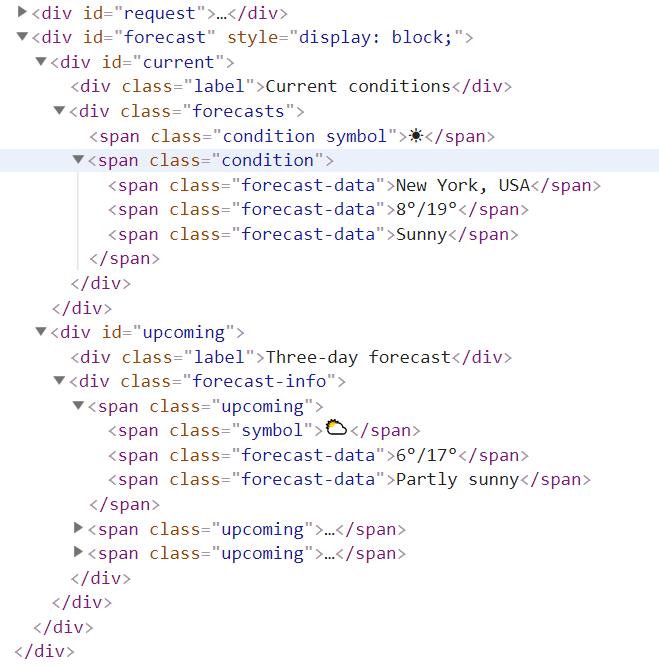 ▶<div id="request">…</div>
▼<div id="forecast" style="display: block;">
▼<div id="current">
<div class="label">Current conditions</div>
▼<div class="forecasts">
<span class="condition symbol">☀</span>
▼<span class="condition">
<span class="forecast-data">New York, USA</span>
<span class="forecast-data">8°/19°</span>
<span class="forecast-data">Sunny</span>
</span>
</div>
</div>
▼<div id="upcoming">
<div class="label">Three-day forecast</div>
▼<div class="forecast-info">
▼<span class="upcoming">
<span class="symbol">⛅</span>
<span class="forecast-data">6°/17°</span>
<span class="forecast-data">Partly sunny</span>
</span>
▶<span class="upcoming">…</span>
▶<span class="upcoming">…</span>
</div>
</div>
</div>
</div>